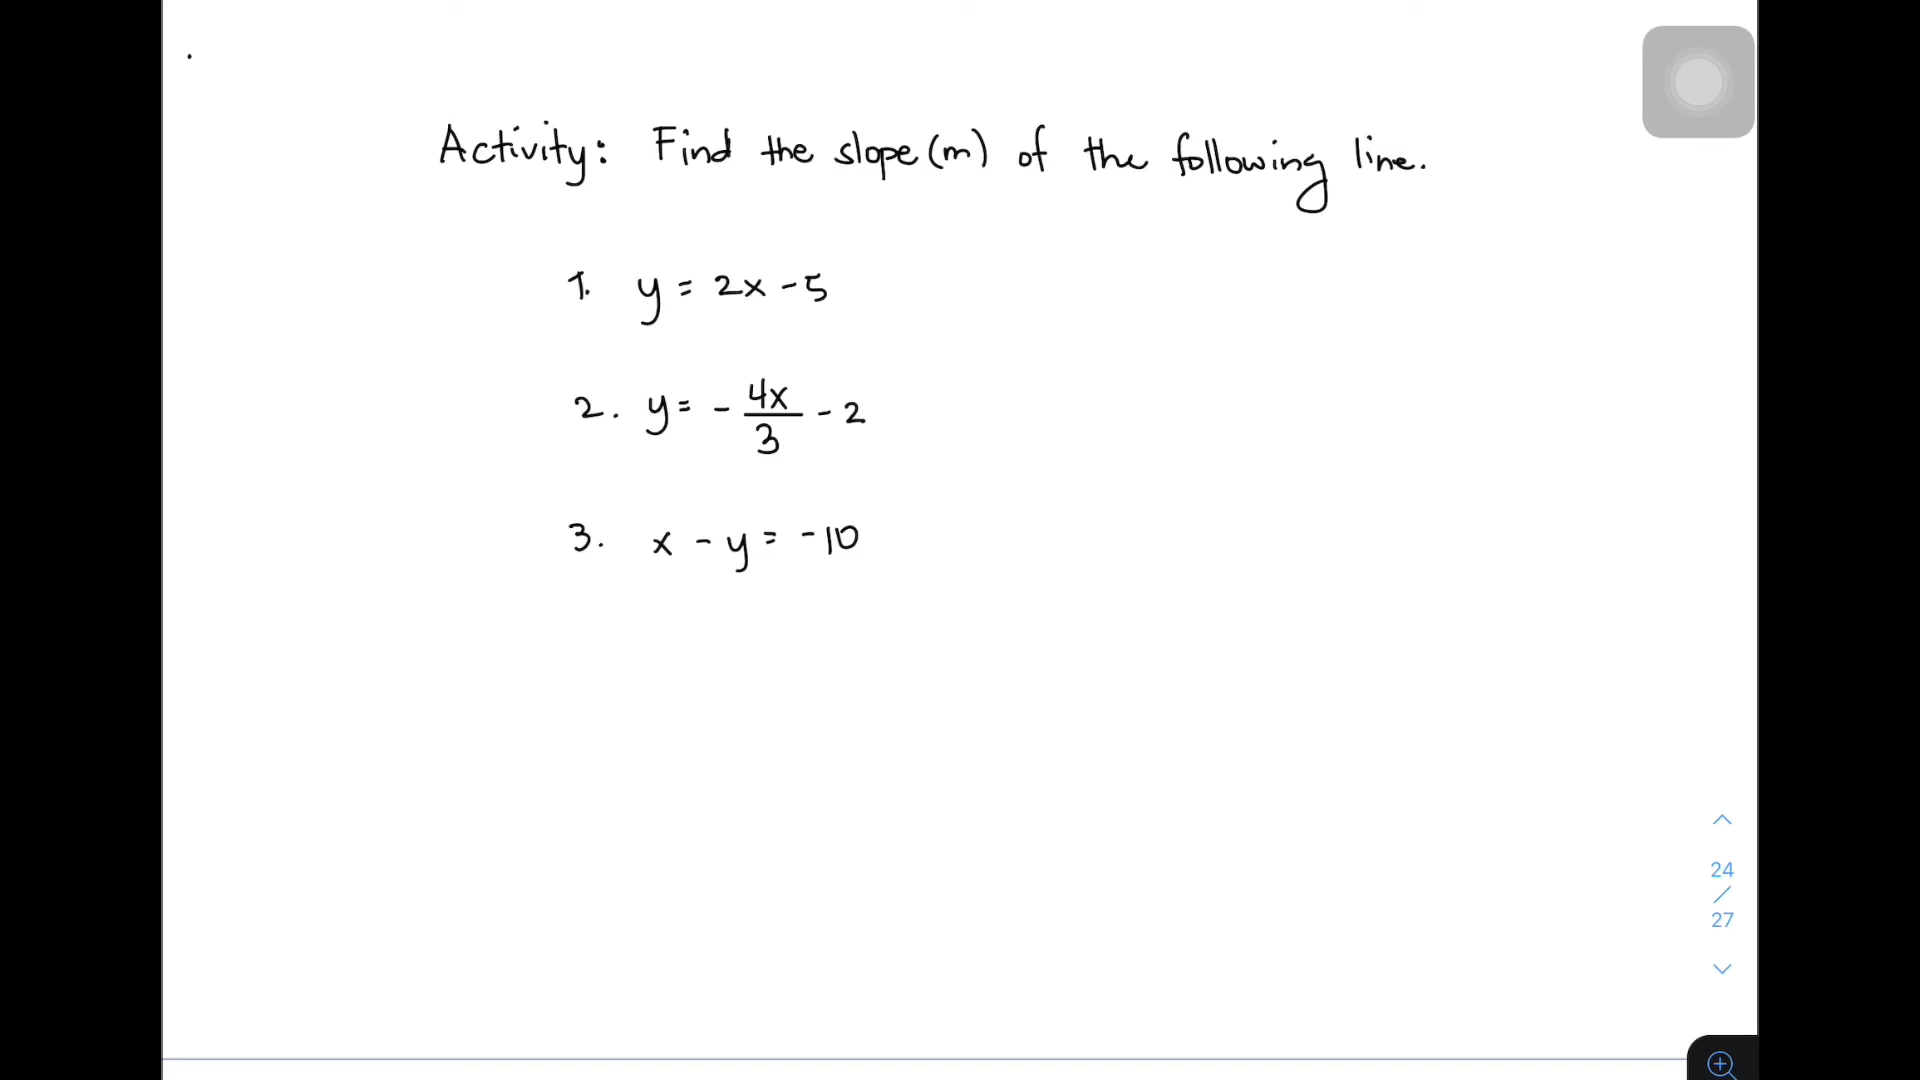 Activity: Find the slope (m) of the following line.
1. y = 2x - 5
2. y = - 4x/3 - 2
3. x - y = -10
24
/
27